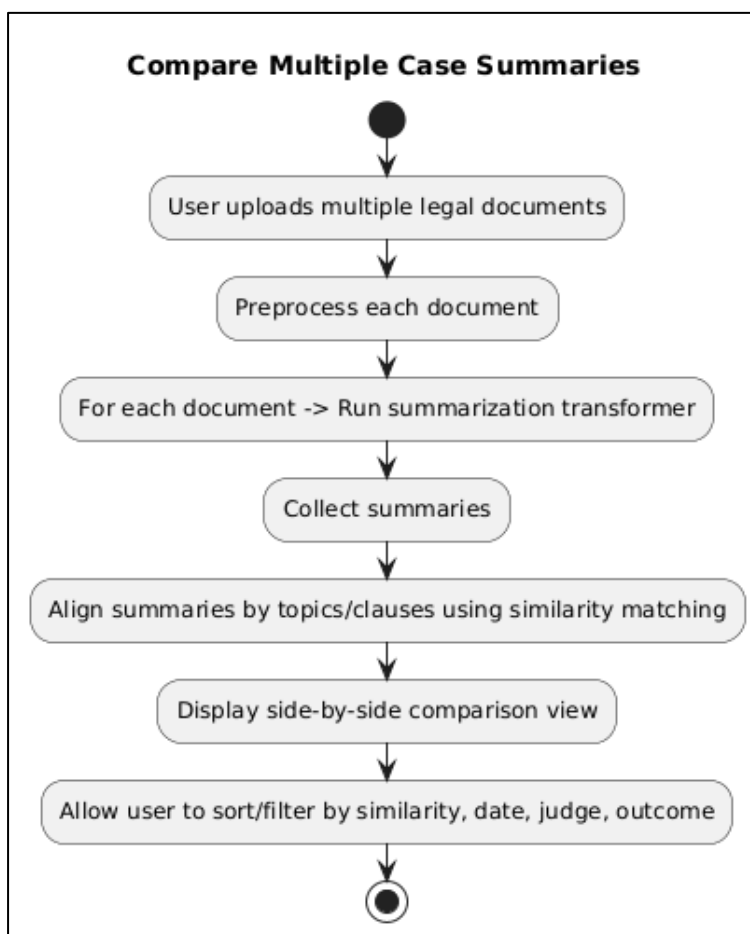 Compare Multiple Case Summaries
User uploads multiple legal documents
Preprocess each document
For each document -> Run summarization transformer
Collect summaries
Align summaries by topics/clauses using similarity matching
Display side-by-side comparison view
Allow user to sort/filter by similarity, date, judge, outcome